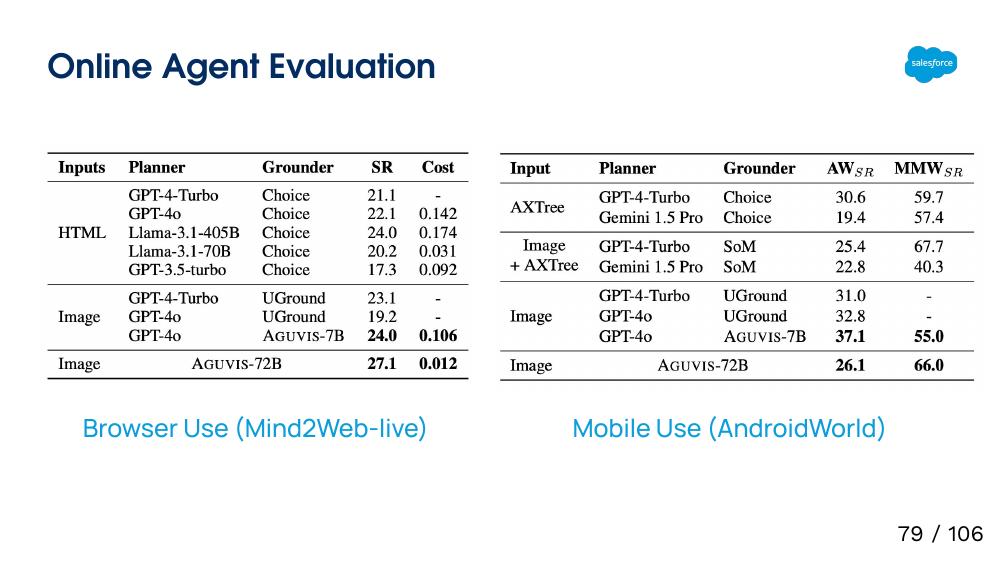 Online Agent Evaluation
salesforce
Inputs Planner Grounder SR Cost
GPT-4-Turbo Choice 21.1 -
GPT-4o Choice 22.1 0.142
HTML Llama-3.1-405B Choice 24.0 0.174
Llama-3.1-70B Choice 20.2 0.031
GPT-3.5-turbo Choice 17.3 0.092
GPT-4-Turbo UGround 23.1 -
Image GPT-4o UGround 19.2 -
GPT-4o AGUVIS-7B 24.0 0.106
Image AGUVIS-72B 27.1 0.012
Browser Use (Mind2Web-live)
Input Planner Grounder AWSR MMWSR
AXTree GPT-4-Turbo Choice 30.6 59.7
Gemini 1.5 Pro Choice 19.4 57.4
Image GPT-4-Turbo SoM 25.4 67.7
+ AXTree Gemini 1.5 Pro SoM 22.8 40.3
GPT-4-Turbo UGround 31.0 -
Image GPT-4o UGround 32.8 -
GPT-4o AGUVIS-7B 37.1 55.0
Image AGUVIS-72B 26.1 66.0
Mobile Use (AndroidWorld)
79 / 106